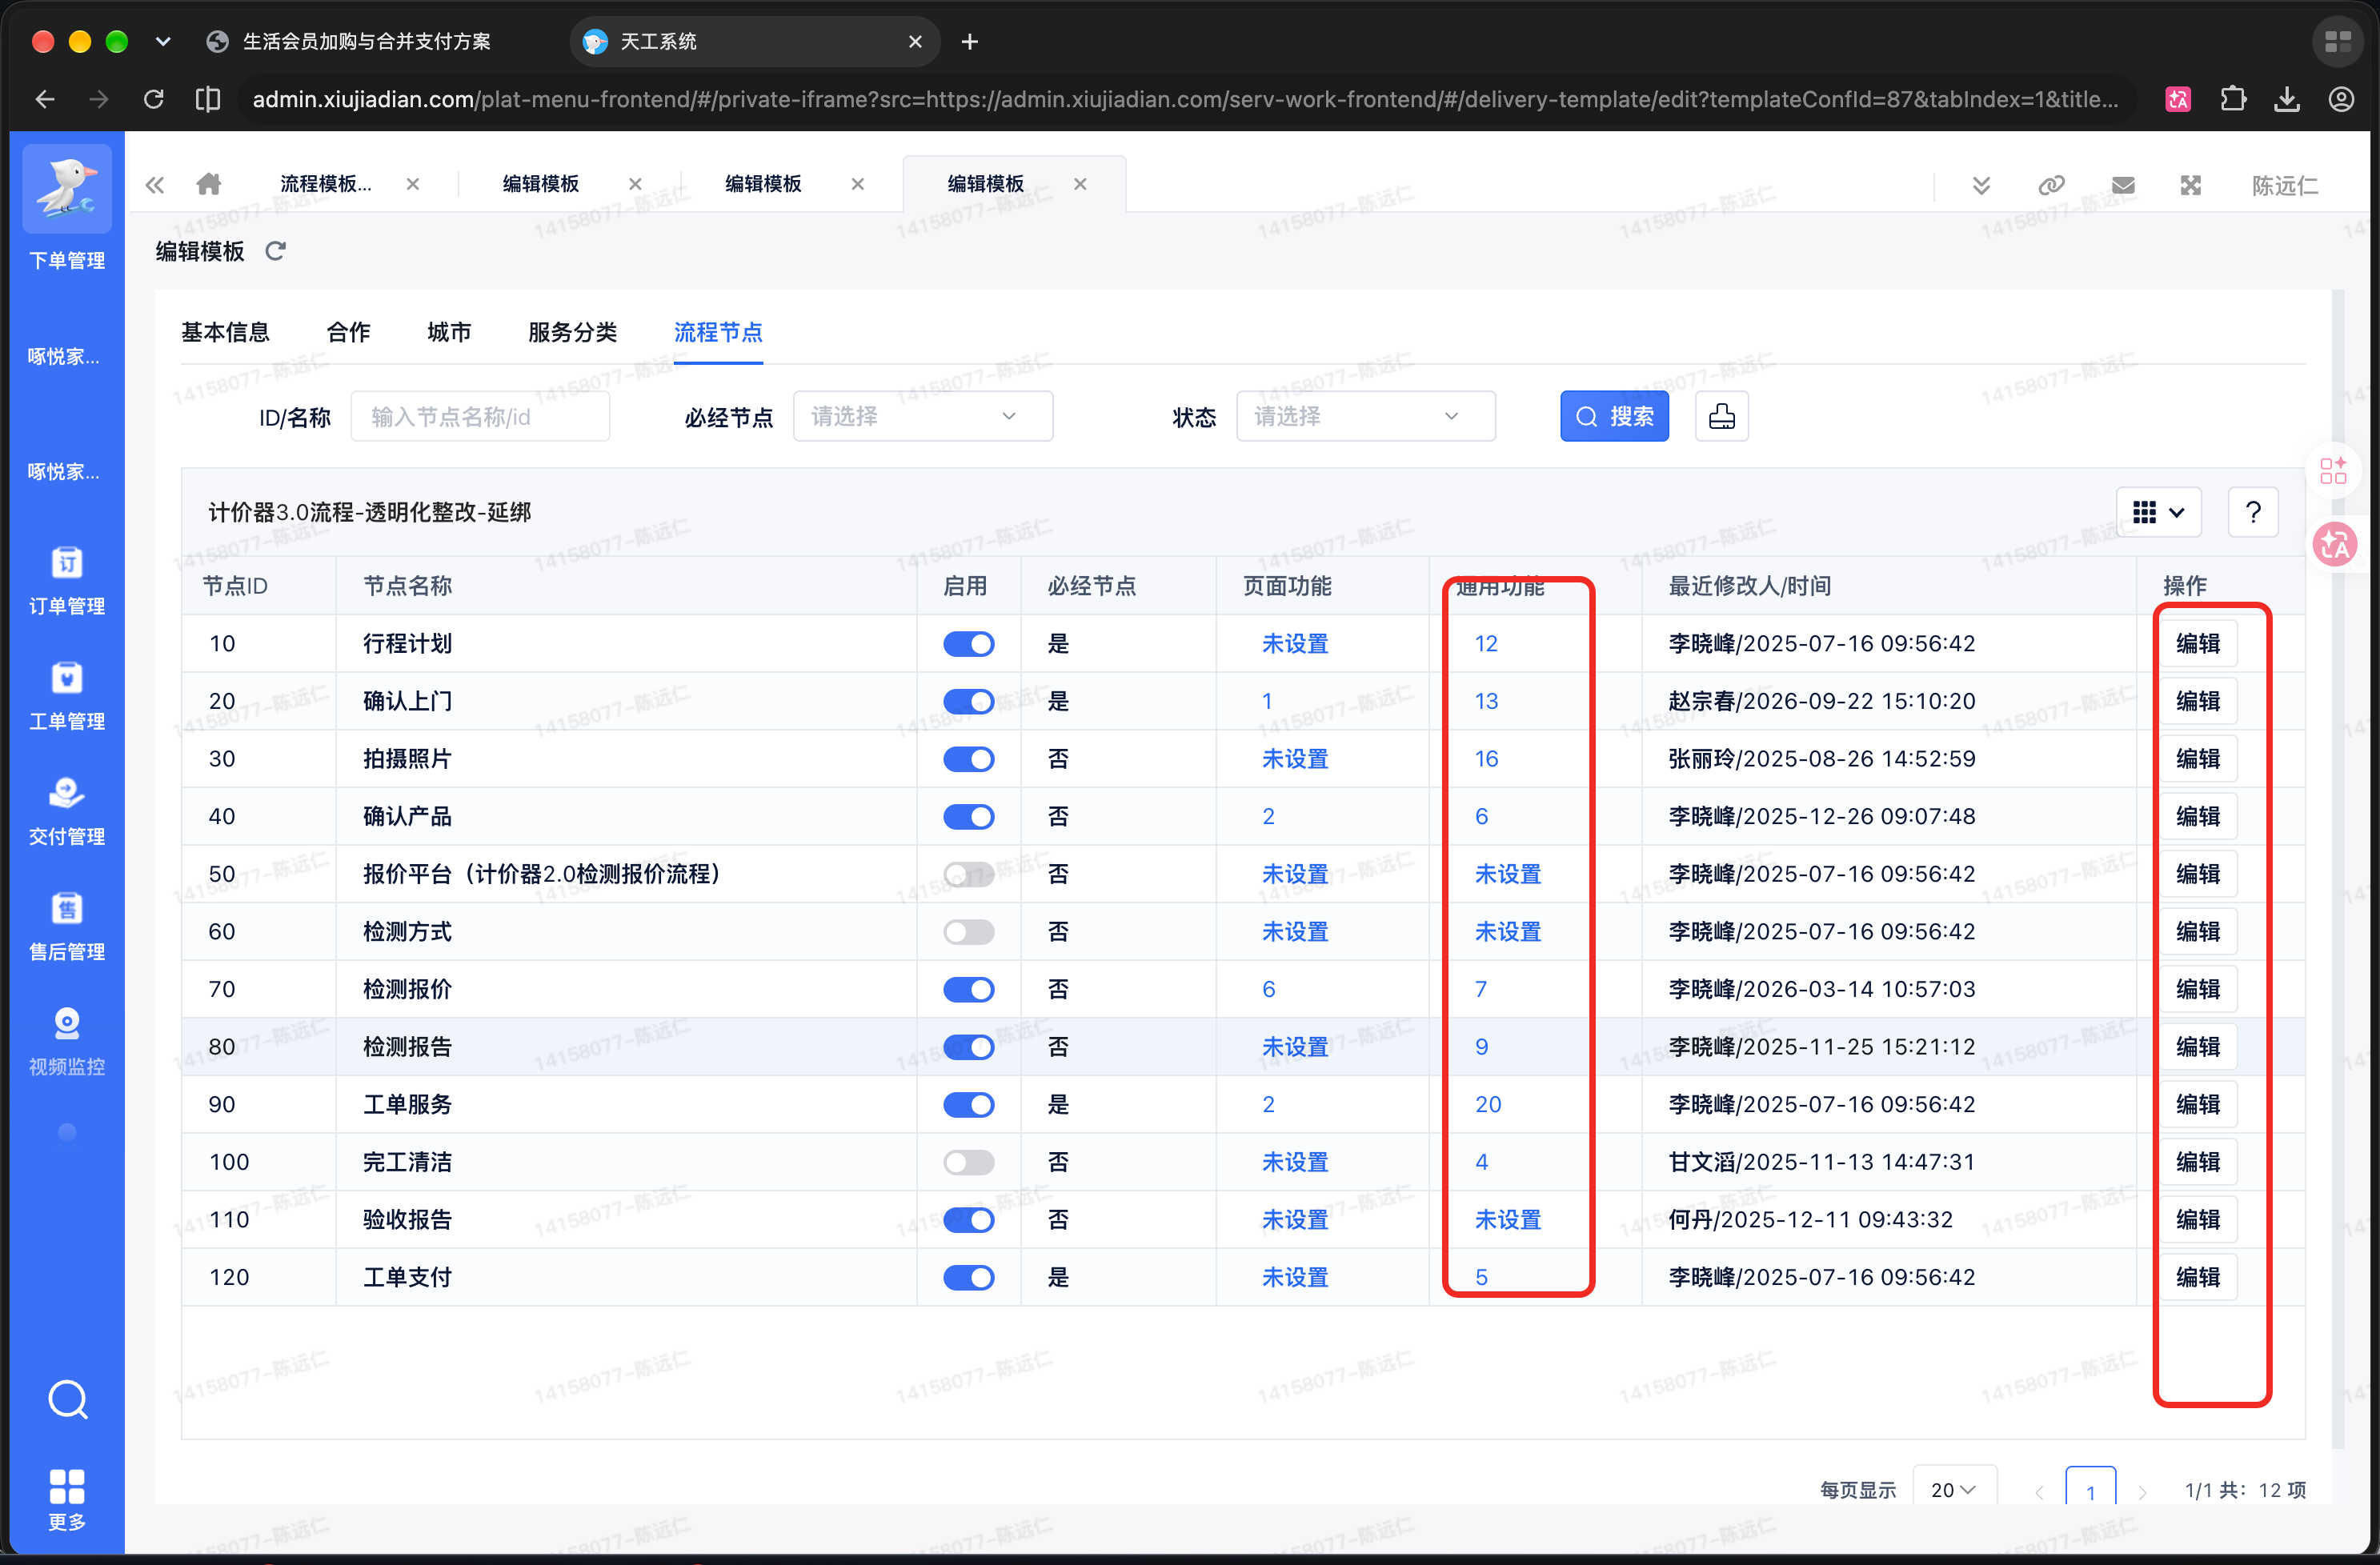 生活会员加购与合并支付方案
天工系统
admin.xiujiadian.com/plat-menu-frontend/#/private-iframe?src=https://admin.xiujiadian.com/serv-work-frontend/#/delivery-template/edit?templateConfId=87&tabIndex=1&title...
流程模板...
编辑模板
编辑模板
编辑模板
陈远仁
下单管理
啄悦家...
啄悦家...
订
订单管理
工单管理
交付管理
售
售后管理
视频监控
更多
编辑模板
基本信息 合作 城市 服务分类 流程节点
ID/名称 输入节点名称/id 必经节点 请选择 状态 请选择 搜索
计价器3.0流程-透明化整改-延绑 ?
节点ID 节点名称 启用 必经节点 页面功能 通用功能 最近修改人/时间 操作
10 行程计划 是 未设置 12 李晓峰/2025-07-16 09:56:42 编辑
20 确认上门 是 1 13 赵宗春/2026-09-22 15:10:20 编辑
30 拍摄照片 否 未设置 16 张丽玲/2025-08-26 14:52:59 编辑
40 确认产品 否 2 6 李晓峰/2025-12-26 09:07:48 编辑
50 报价平台（计价器2.0检测报价流程） 否 未设置 未设置 李晓峰/2025-07-16 09:56:42 编辑
60 检测方式 否 未设置 未设置 李晓峰/2025-07-16 09:56:42 编辑
70 检测报价 否 6 7 李晓峰/2026-03-14 10:57:03 编辑
80 检测报告 否 未设置 9 李晓峰/2025-11-25 15:21:12 编辑
90 工单服务 是 2 20 李晓峰/2025-07-16 09:56:42 编辑
100 完工清洁 否 未设置 4 甘文滔/2025-11-13 14:47:31 编辑
110 验收报告 否 未设置 未设置 何丹/2025-12-11 09:43:32 编辑
120 工单支付 是 未设置 5 李晓峰/2025-07-16 09:56:42 编辑
每页显示 20 1 1/1 共：12 项
14158077-陈远仁